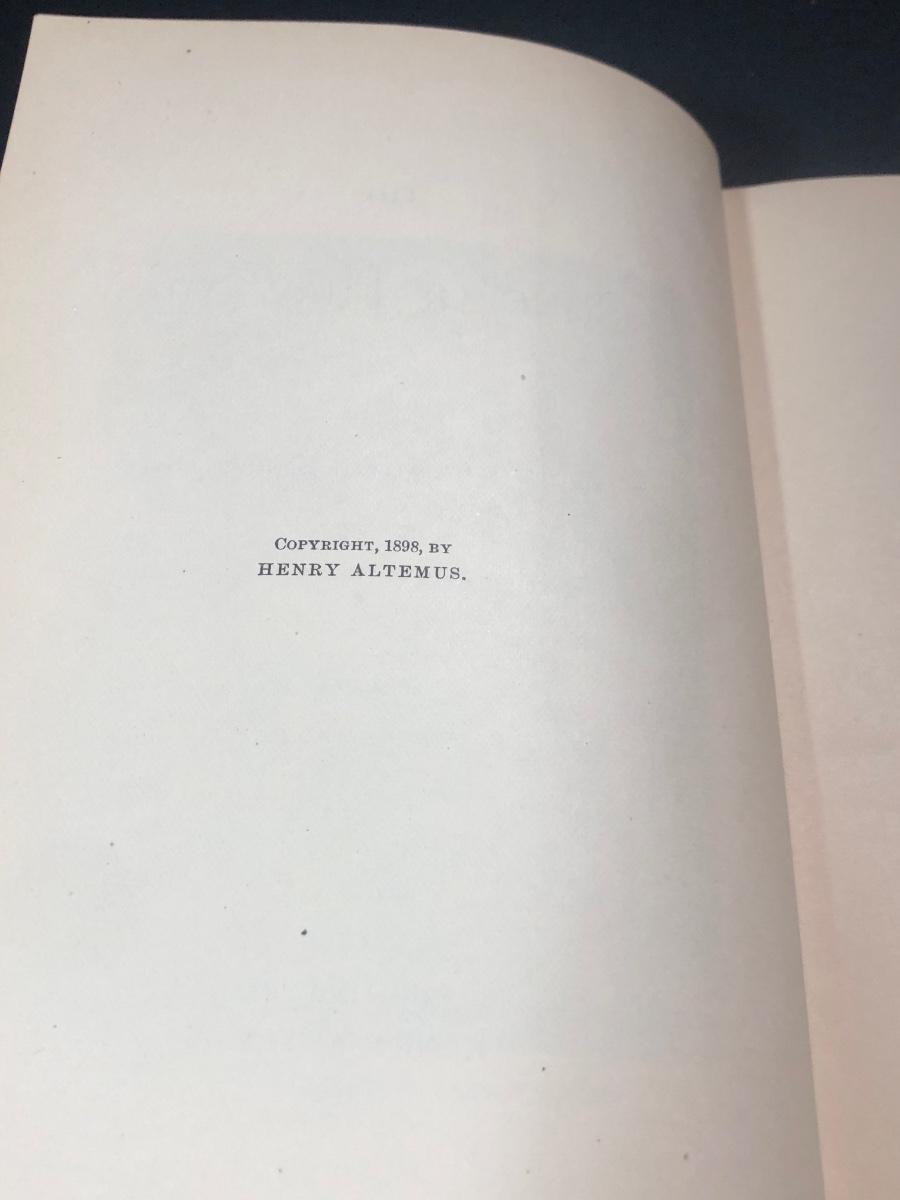 COPYRIGHT, 1898, BY
HENRY ALTEMUS.